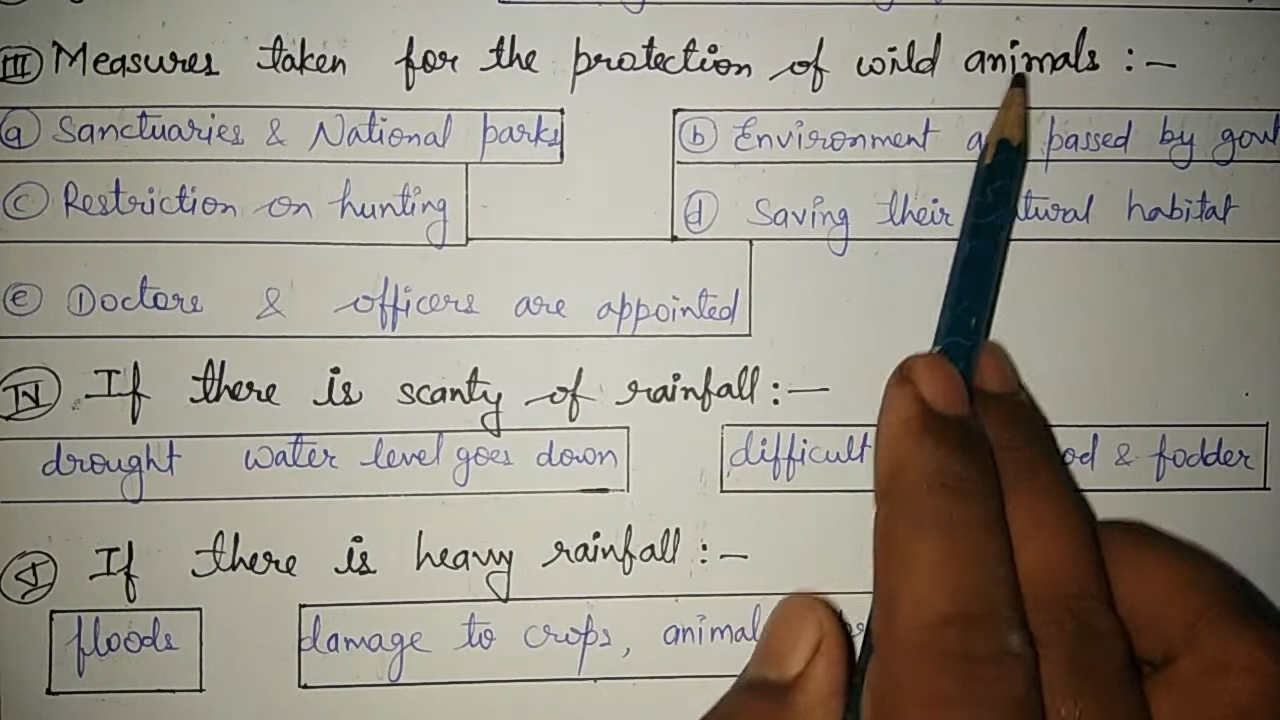 III Measures taken for the protection of wild animals :-
a Sanctuaries & National parks
b Environment passed by govt
c Restriction on hunting
d Saving their habitat
e Doctors & officers are appointed
IV. If there is scanty of rainfall :-
drought water level goes down
difficult & fodder
V If there is heavy rainfall :-
floods
damage to crops, animal